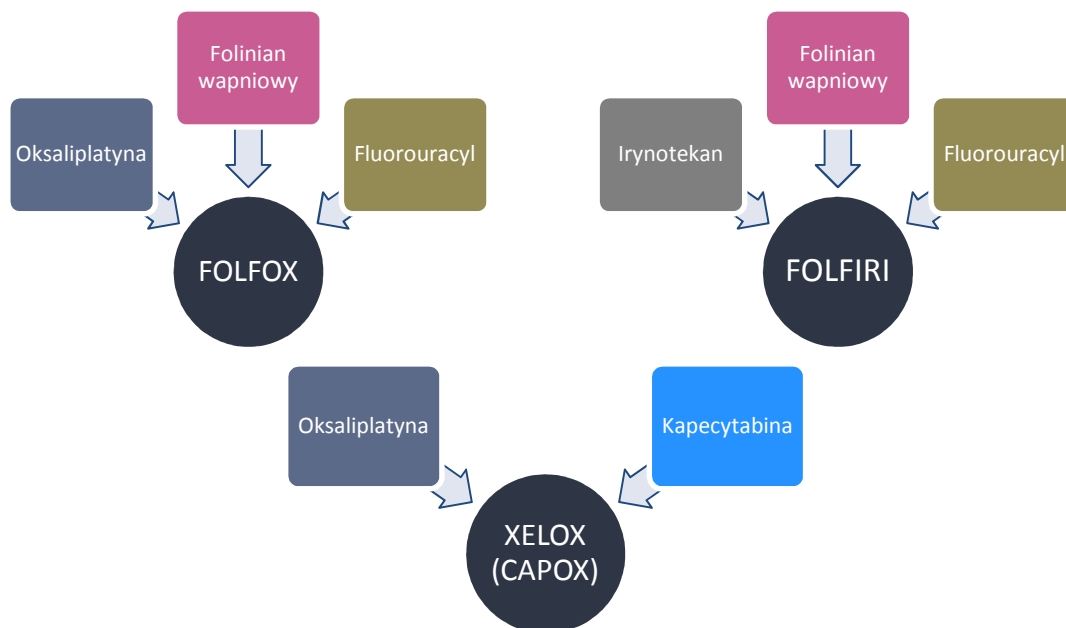 Folinian
wapniowy
Oksaliplatyna
Fluorouracyl
FOLFOX
Folinian
wapniowy
Irynotekan
Fluorouracyl
FOLFIRI
Oksaliplatyna
Kapecytabina
XELOX
(CAPOX)